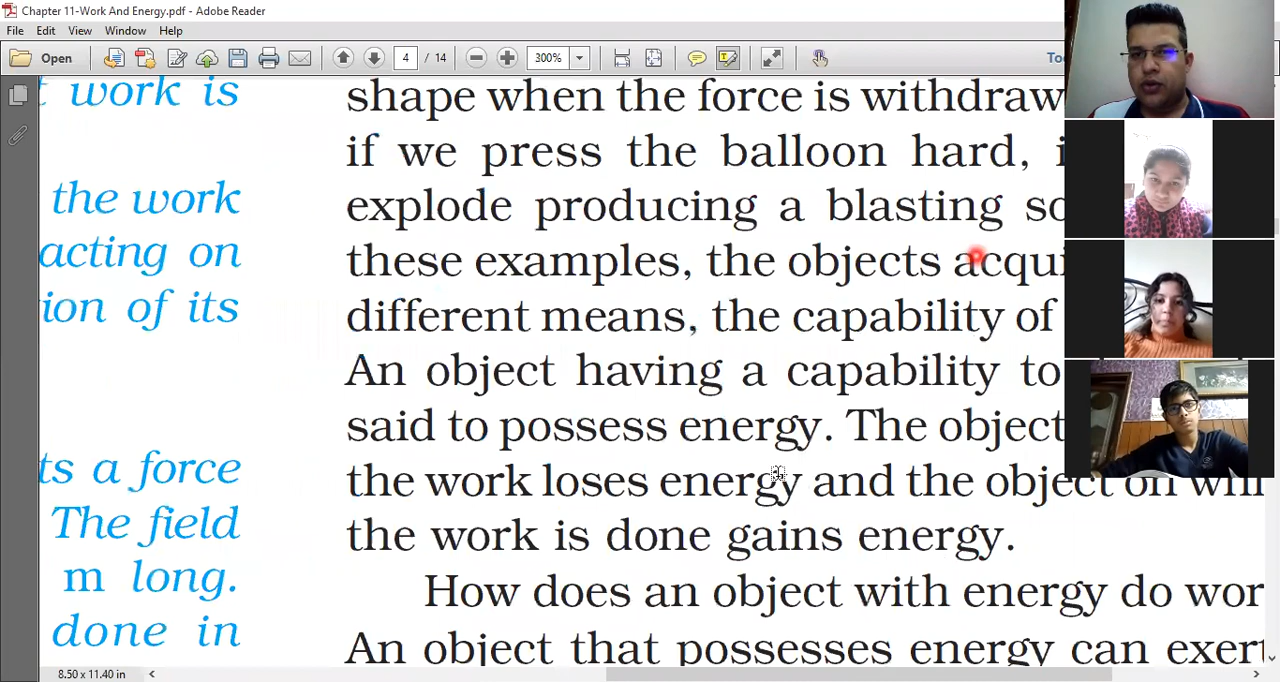 Chapter 11-Work And Energy.pdf - Adobe Reader
File Edit View Window Help
Open 4 / 14 300%
work is
the work
acting on
ion of its
ts a force
The field
m long.
done in
shape when the force is withdraw
if we press the balloon hard,
explode producing a blasting so
these examples, the objects acqui
different means, the capability of
An object having a capability to
said to possess energy. The object
the work loses energy and the object on
the work is done gains energy.
How does an object with energy do wor
An object that possesses energy can exert
8.50 x 11.40 in